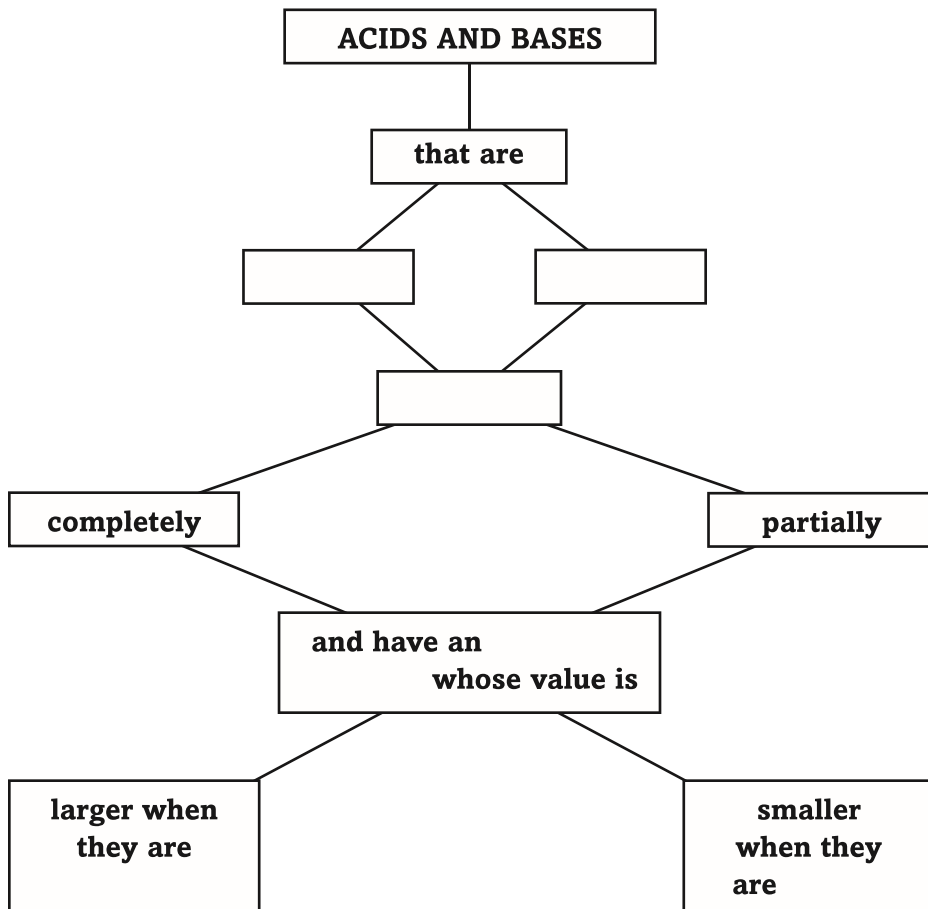 ACIDS AND BASES
that are
completely
partially
and have an
whose value is
larger when
they are
smaller
when they
are